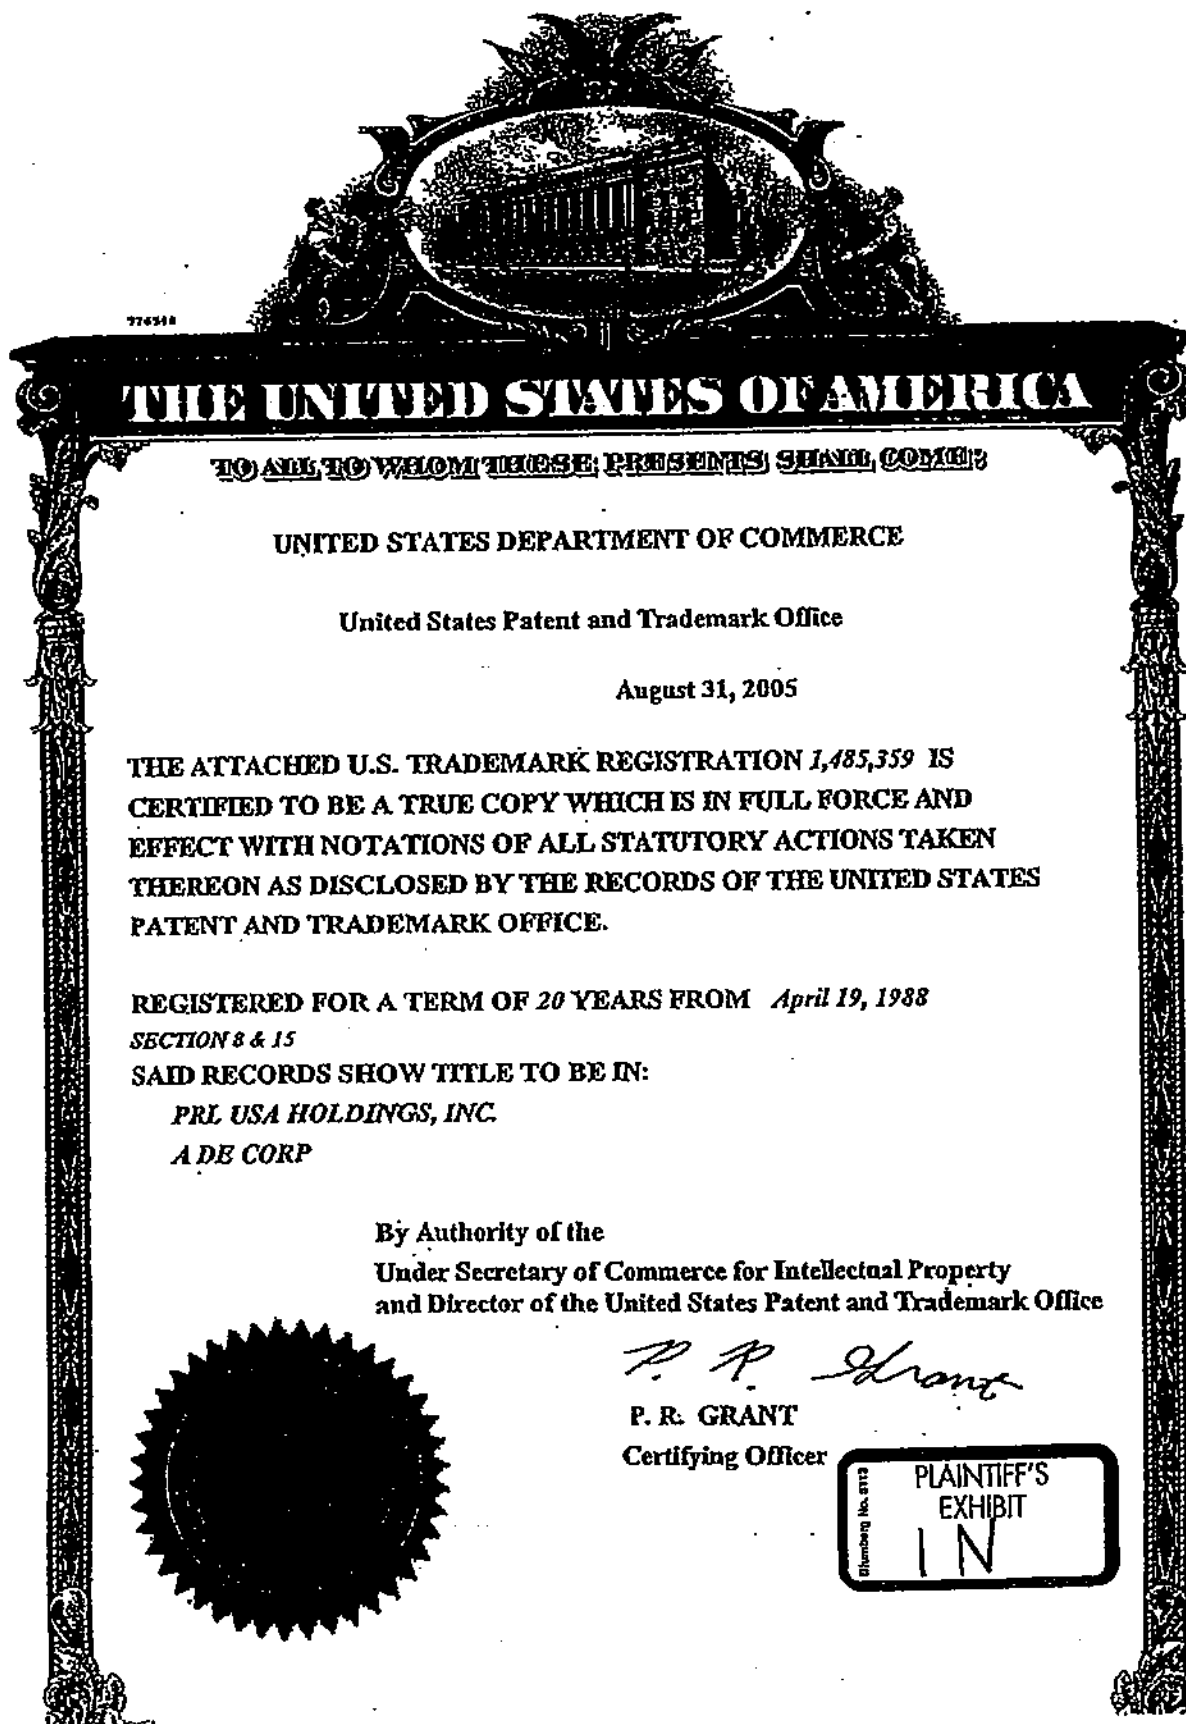 THE UNITED STATES OF AMERICA
TO ALL TO WHOM THESE PRESENTS SHALL COME:
UNITED STATES DEPARTMENT OF COMMERCE
United States Patent and Trademark Office
August 31, 2005
THE ATTACHED U.S. TRADEMARK REGISTRATION 1,485,359 IS
CERTIFIED TO BE A TRUE COPY WHICH IS IN FULL FORCE AND
EFFECT WITH NOTATIONS OF ALL STATUTORY ACTIONS TAKEN
THEREON AS DISCLOSED BY THE RECORDS OF THE UNITED STATES
PATENT AND TRADEMARK OFFICE.
REGISTERED FOR A TERM OF 20 YEARS FROM April 19, 1988
SECTION 8 & 15
SAID RECORDS SHOW TITLE TO BE IN:
PRL USA HOLDINGS, INC.
A DE CORP
By Authority of the
Under Secretary of Commerce for Intellectual Property
and Director of the United States Patent and Trademark Office
P. R. Grant
P. R. GRANT
Certifying Officer
PLAINTIFF'S
EXHIBIT
1 N
Blumberg No. 5113